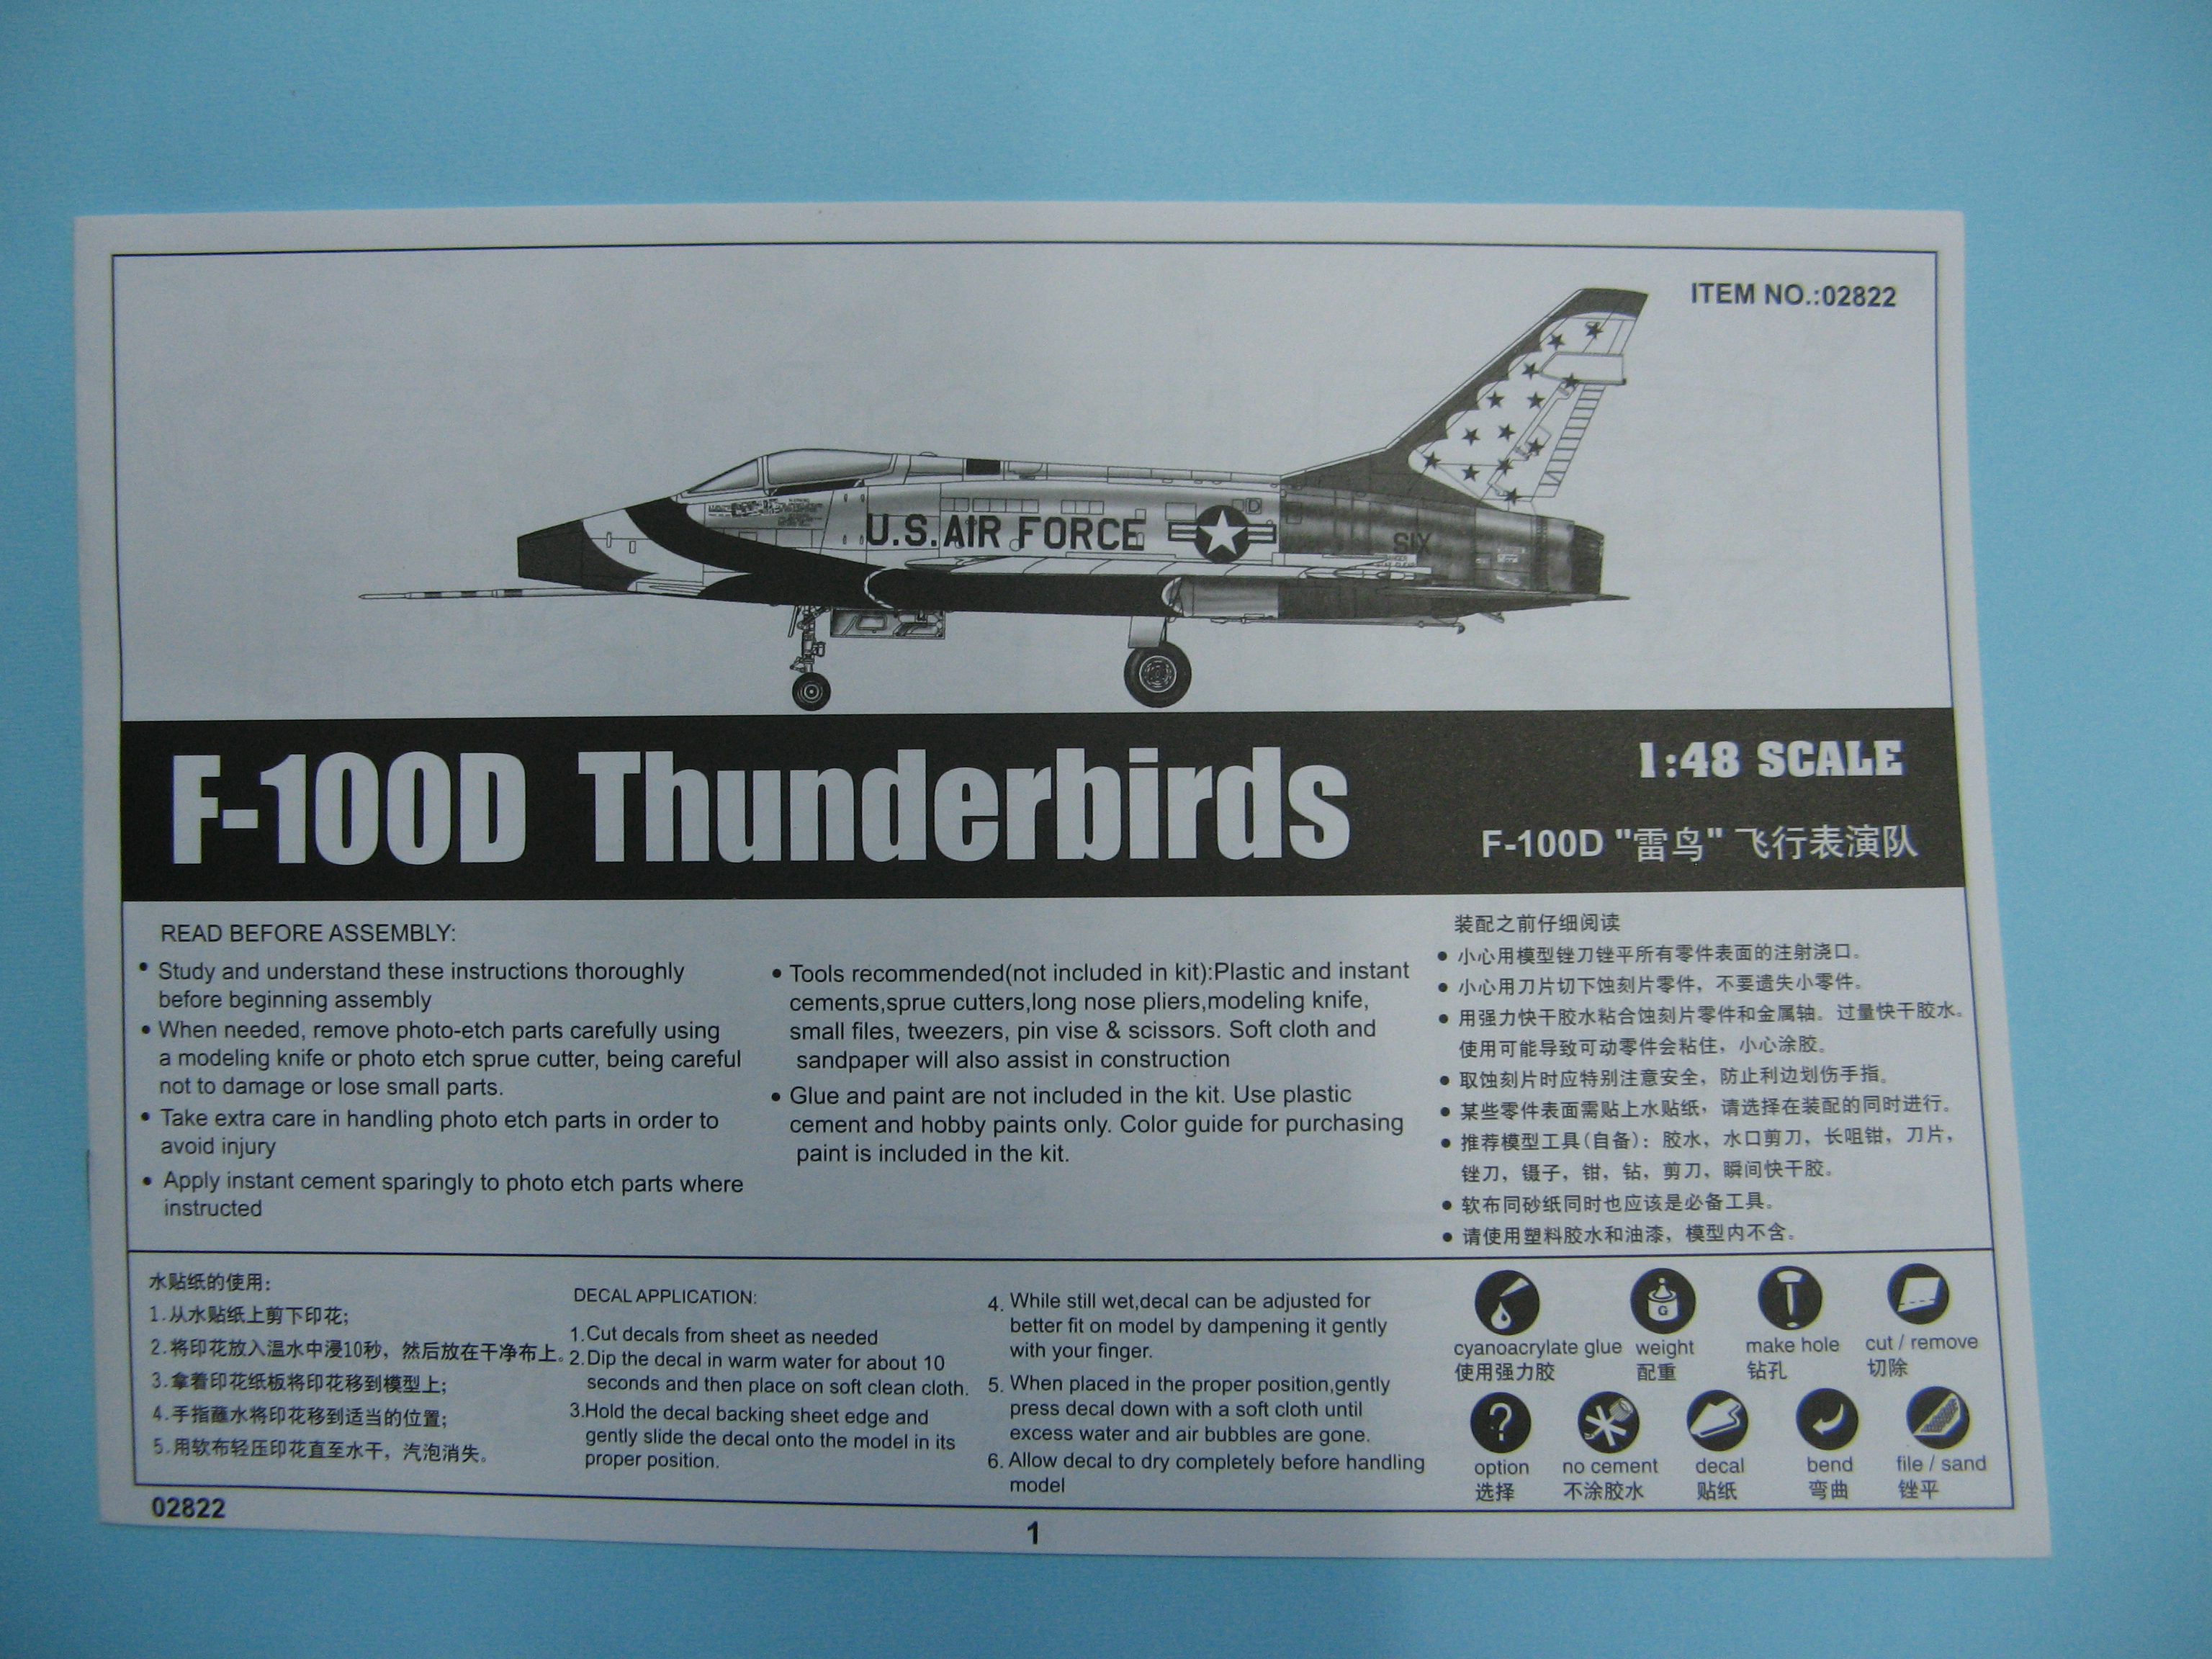 ITEM NO.:02822
U.S.AIR FORCE
SIX
F-100D Thunderbirds
1:48 SCALE
F-100D "雷鸟" 飞行表演队
READ BEFORE ASSEMBLY:
• Study and understand these instructions thoroughly
before beginning assembly
• When needed, remove photo-etch parts carefully using
a modeling knife or photo etch sprue cutter, being careful
not to damage or lose small parts.
• Take extra care in handling photo etch parts in order to
avoid injury
• Apply instant cement sparingly to photo etch parts where
instructed
• Tools recommended(not included in kit):Plastic and instant
cements,sprue cutters,long nose pliers,modeling knife,
small files, tweezers, pin vise & scissors. Soft cloth and
sandpaper will also assist in construction
• Glue and paint are not included in the kit. Use plastic
cement and hobby paints only. Color guide for purchasing
paint is included in the kit.
装配之前仔细阅读
• 小心用模型锉刀锉平所有零件表面的注射浇口。
• 小心用刀片切下蚀刻片零件，不要遗失小零件。
• 用强力快干胶水粘合蚀刻片零件和金属轴。过量快干胶水。
使用可能导致可动零件会粘住，小心涂胶。
• 取蚀刻片时应特别注意安全，防止利边划伤手指。
• 某些零件表面需贴上水贴纸，请选择在装配的同时进行。
• 推荐模型工具(自备)：胶水，水口剪刀，长咀钳，刀片，
锉刀，镊子，钳，钻，剪刀，瞬间快干胶。
• 软布同砂纸同时也应该是必备工具。
• 请使用塑料胶水和油漆，模型内不含。
水贴纸的使用：
1.从水贴纸上剪下印花；
2.将印花放入温水中浸10秒，然后放在干净布上。
3.拿着印花纸板将印花移到模型上；
4.手指蘸水将印花移到适当的位置；
5.用软布轻压印花直至水干，汽泡消失。
DECAL APPLICATION:
1.Cut decals from sheet as needed
2.Dip the decal in warm water for about 10
seconds and then place on soft clean cloth.
3.Hold the decal backing sheet edge and
gently slide the decal onto the model in its
proper position.
4. While still wet,decal can be adjusted for
better fit on model by dampening it gently
with your finger.
5. When placed in the proper position,gently
press decal down with a soft cloth until
excess water and air bubbles are gone.
6. Allow decal to dry completely before handling
model
G
cyanoacrylate glue weight make hole cut / remove
使用强力胶 配重 钻孔 切除
?
option no cement decal bend file / sand
选择 不涂胶水 贴纸 弯曲 锉平
02822
1